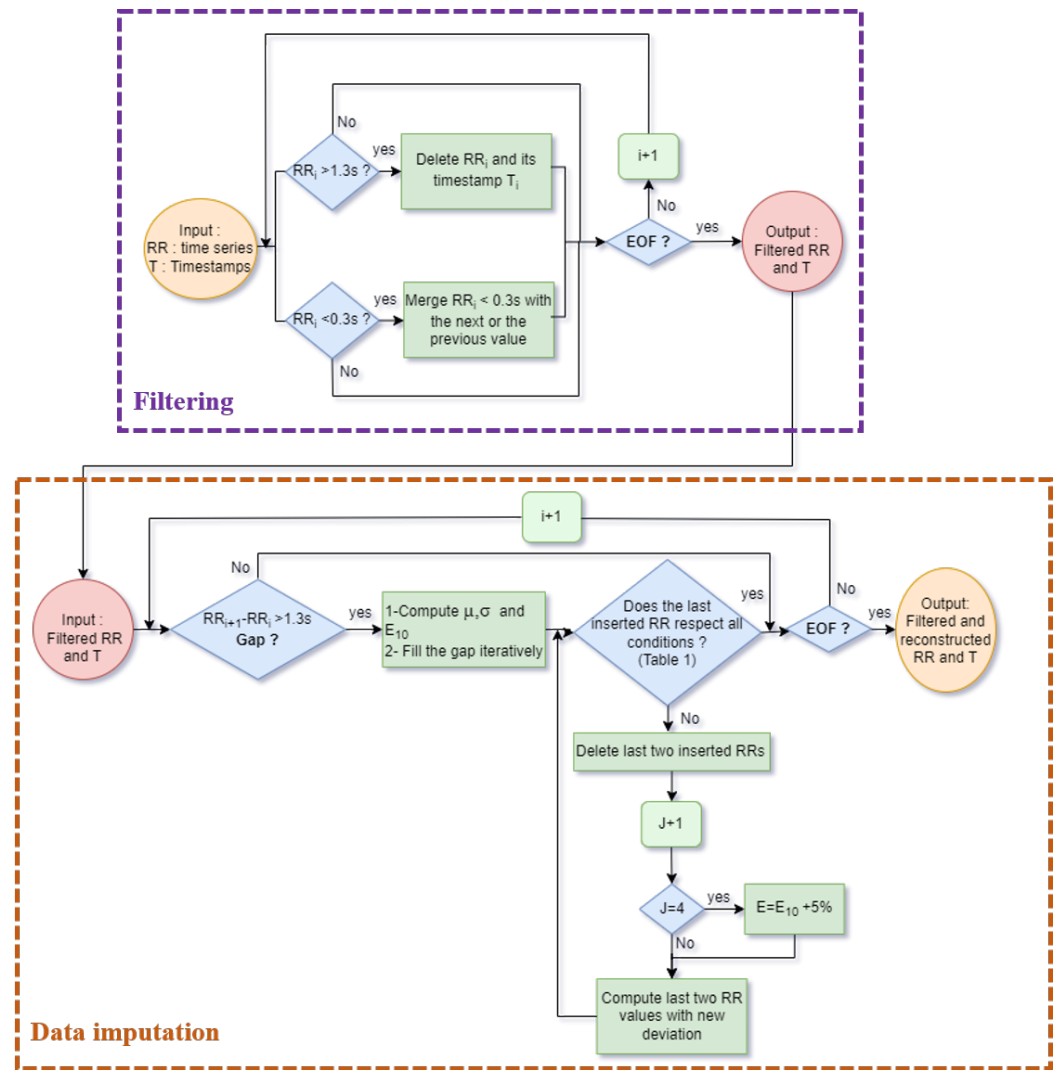 No
i+1
RRi >1.3s ?
yes
Delete RRi and its
timestamp Ti
No
Input :
RR : time series
T : Timestamps
EOF ?
yes
Output :
Filtered RR
and T
RRi <0.3s ?
yes
Merge RRi < 0.3s with
the next or the
previous value
No
Filtering
i+1
No
Input :
Filtered RR
and T
RRi+1-RRi >1.3s
Gap ?
yes
1-Compute μ,σ and
E10
2- Fill the gap iteratively
Does the last
inserted RR respect all
conditions ?
(Table 1)
yes
No
EOF ?
yes
Output:
Filtered and
reconstructed
RR and T
No
Delete last two inserted RRs
J+1
J=4
yes
E=E10 +5%
No
Compute last two RR
values with new
deviation
Data imputation